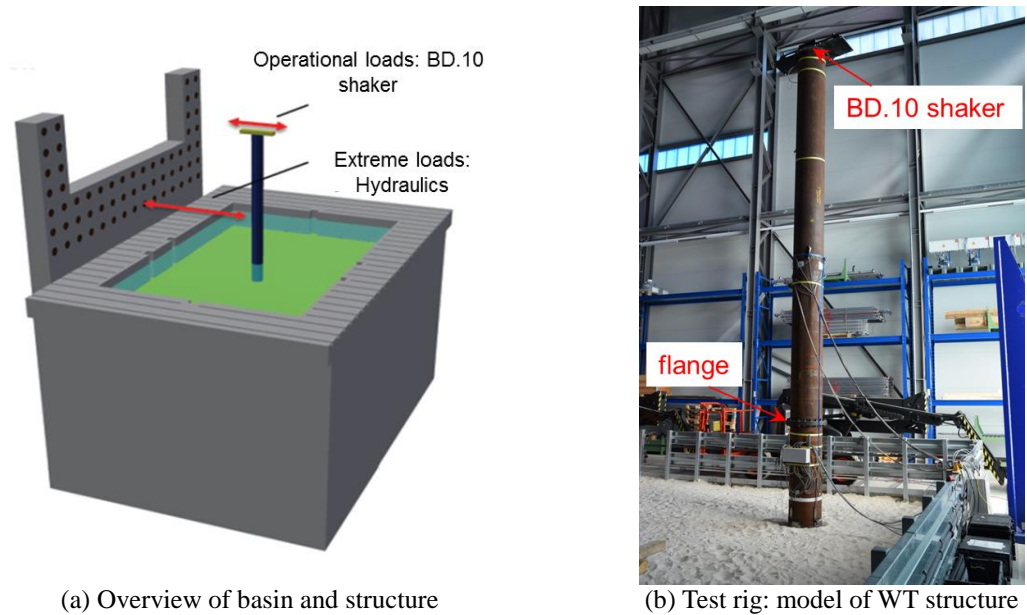 Operational loads: BD.10
shaker
Extreme loads:
Hydraulics
BD.10 shaker
flange
(a) Overview of basin and structure
(b) Test rig: model of WT structure